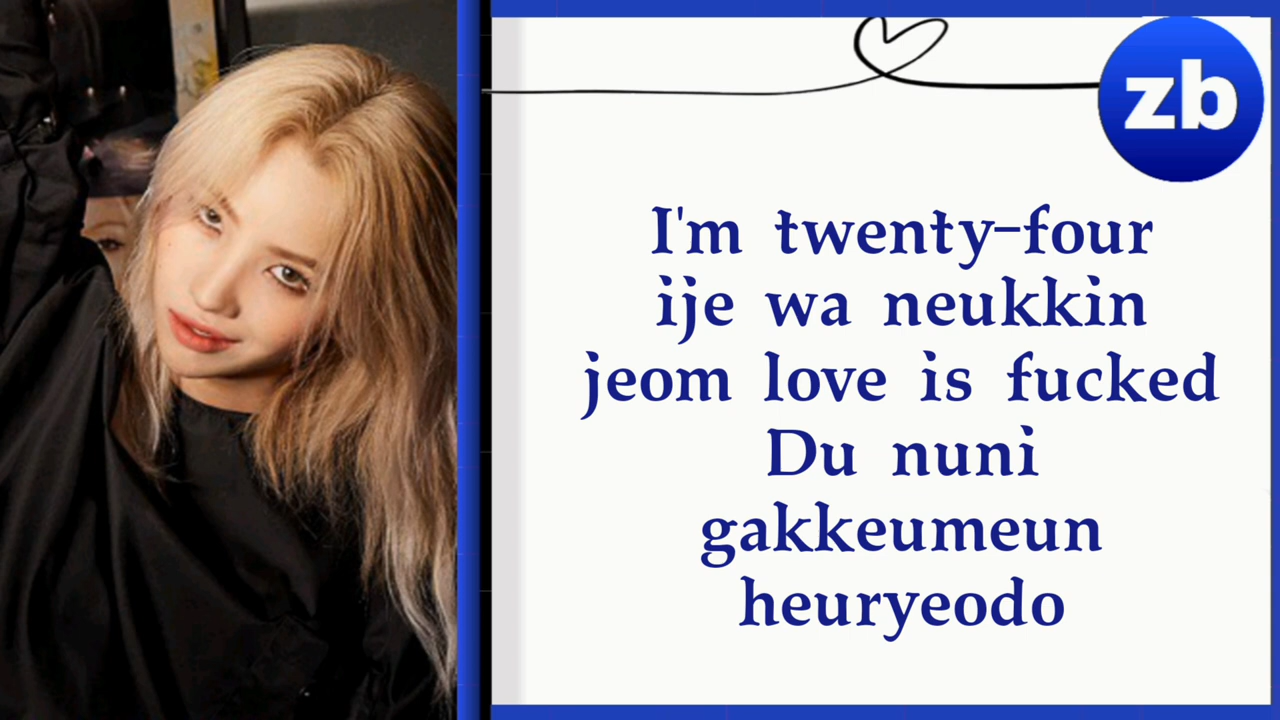 zb
I'm twenty-four
ije wa neukkin
jeom love is fucked
Du nuni
gakkeumeun
heuryeodo